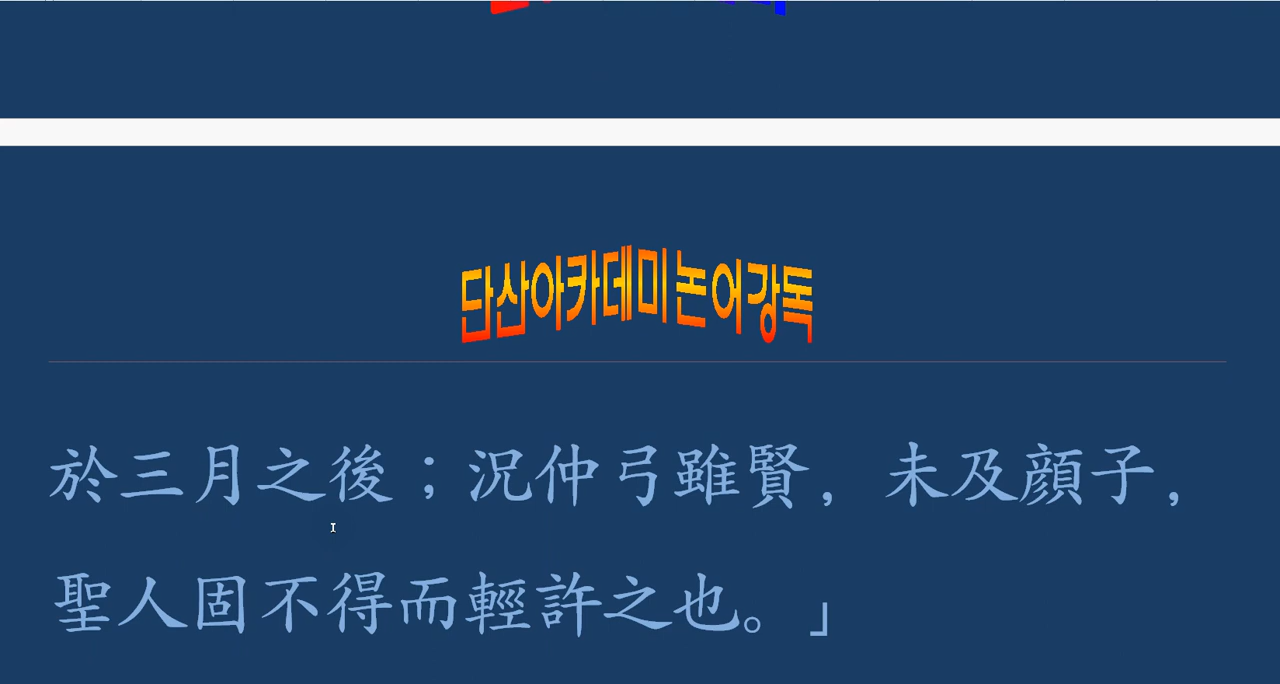 단산아카데미 논어강독
於三月之後；況仲弓雖賢，未及顔子，
聖人固不得而輕許之也。」